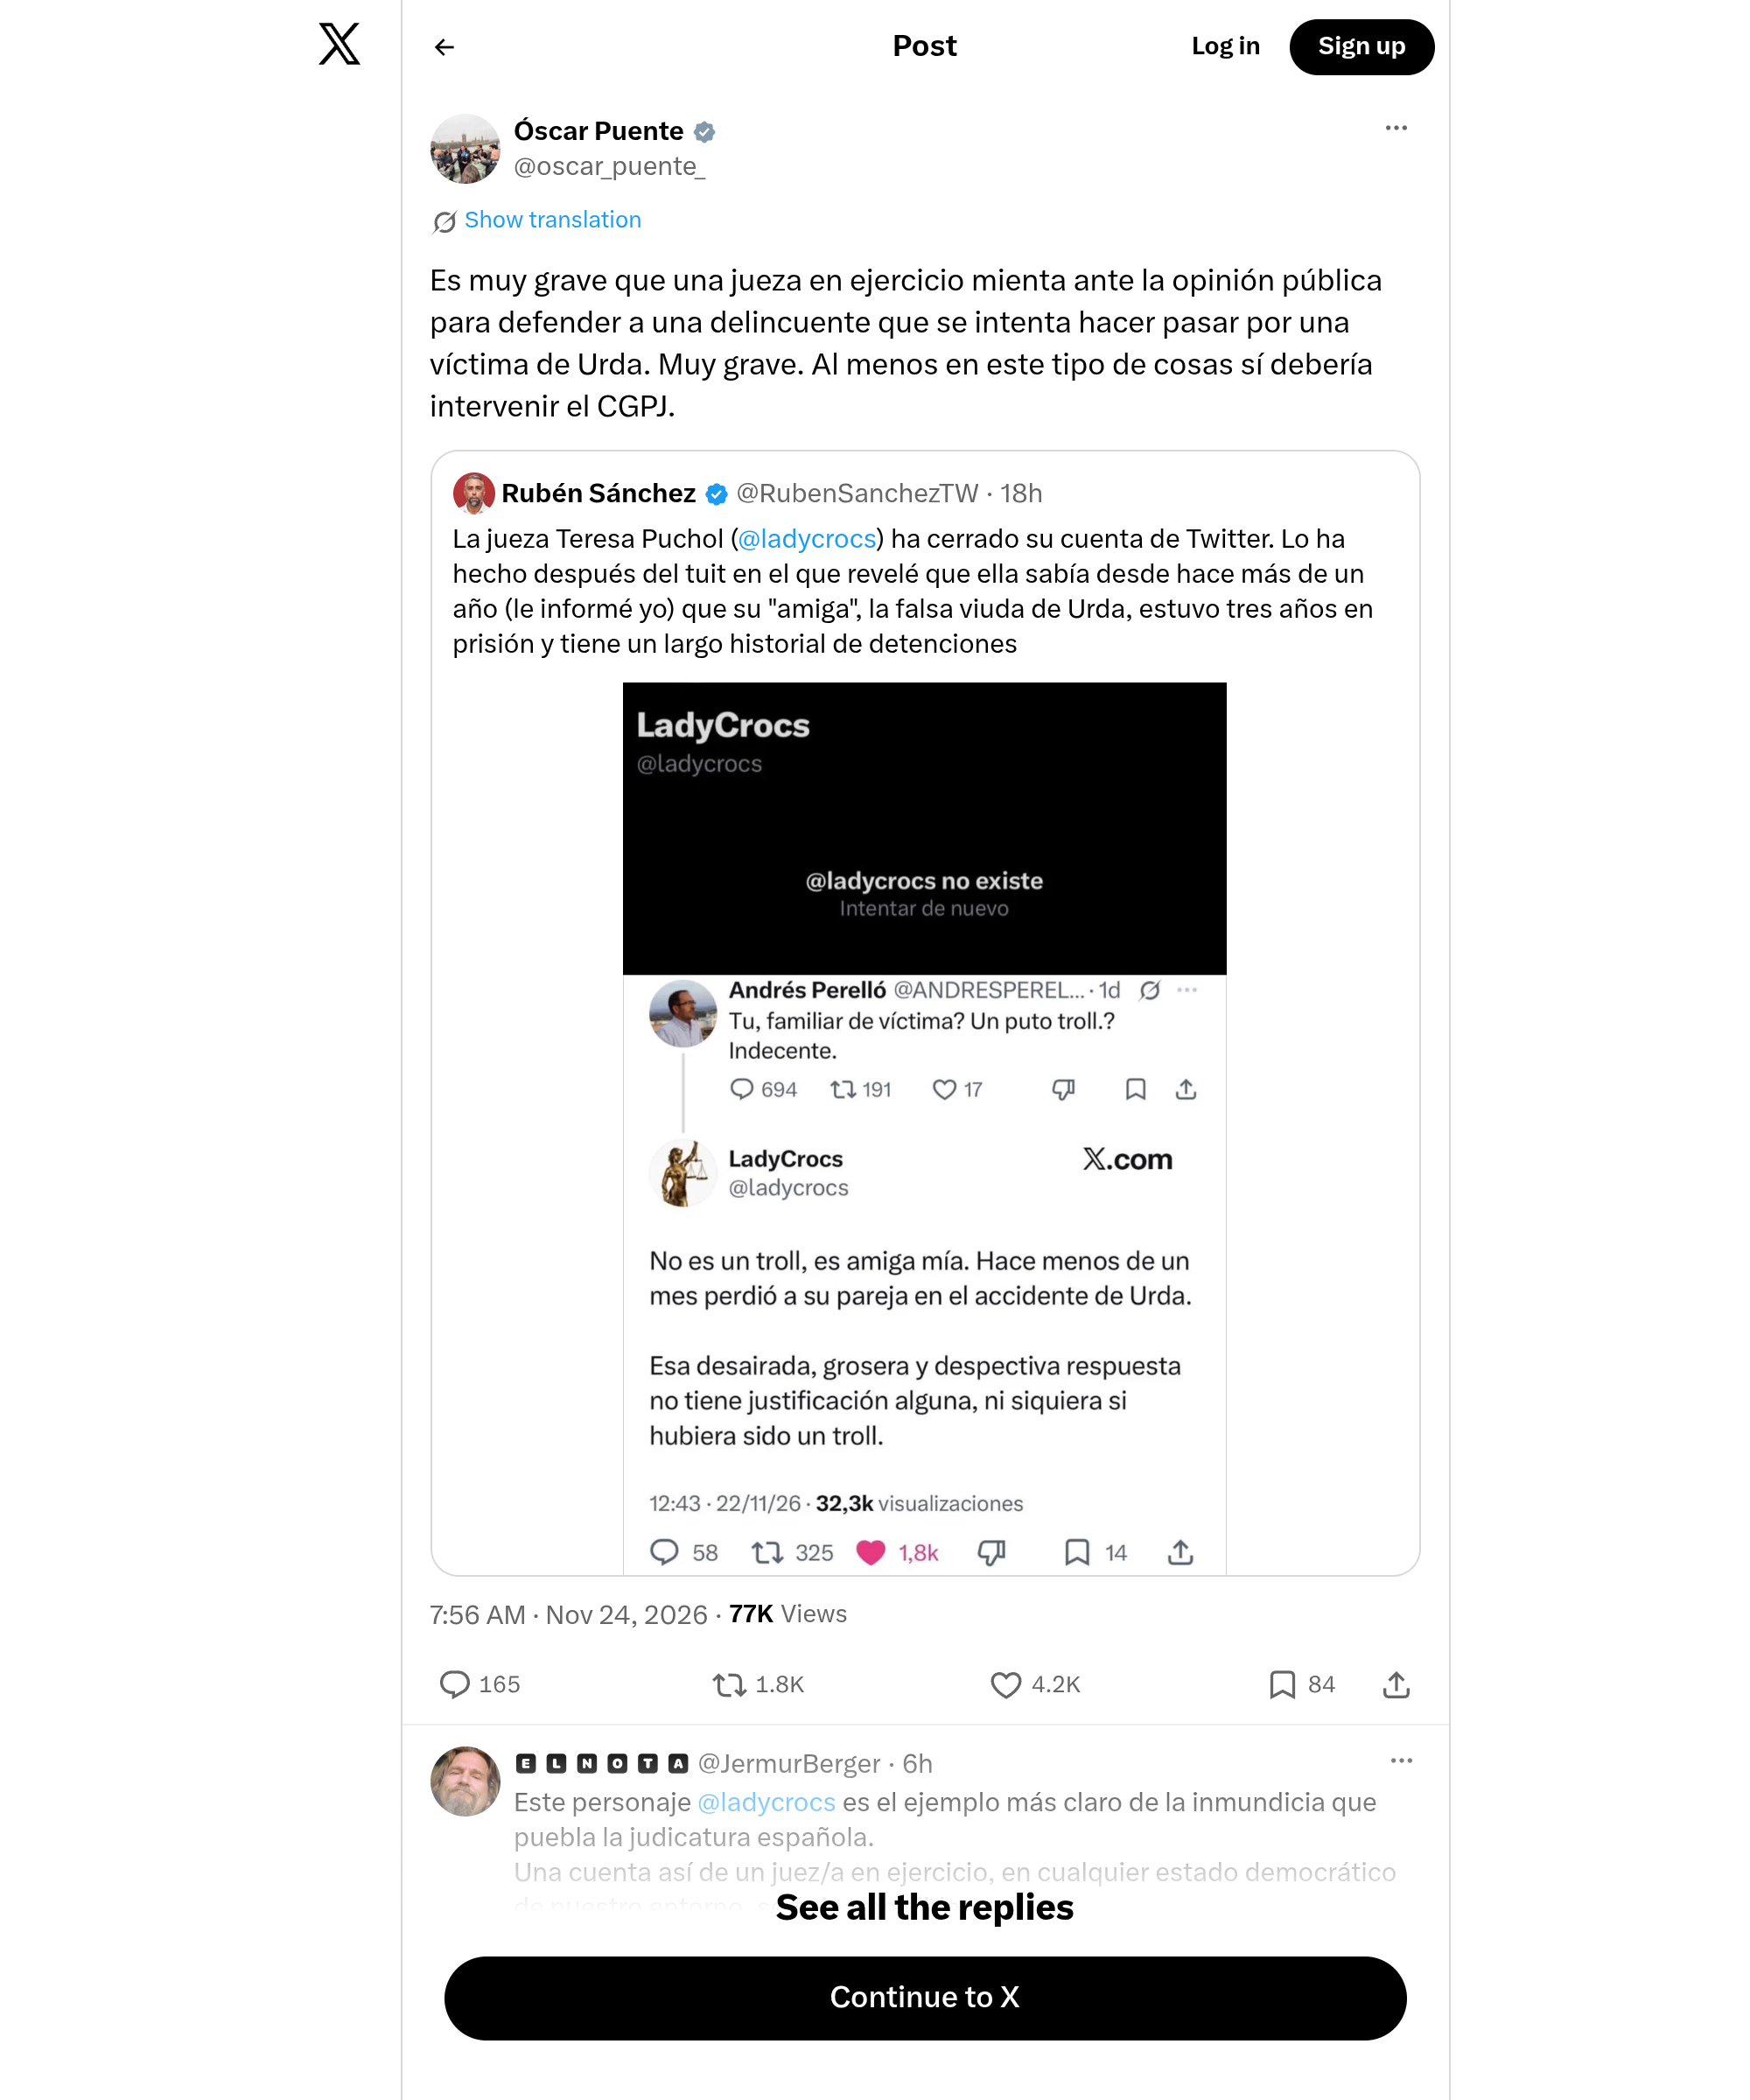 Post
Log in
Sign up
Óscar Puente
@oscar_puente_
Show translation
Es muy grave que una jueza en ejercicio mienta ante la opinión pública
para defender a una delincuente que se intenta hacer pasar por una
víctima de Urda. Muy grave. Al menos en este tipo de cosas sí debería
intervenir el CGPJ.
Rubén Sánchez @RubenSanchezTW · 18h
La jueza Teresa Puchol (@ladycrocs) ha cerrado su cuenta de Twitter. Lo ha
hecho después del tuit en el que revelé que ella sabía desde hace más de un
año (le informé yo) que su "amiga", la falsa viuda de Urda, estuvo tres años en
prisión y tiene un largo historial de detenciones
LadyCrocs
@ladycrocs
@ladycrocs no existe
Intentar de nuevo
Andrés Perelló @ANDRESPEREL... · 1d
Tu, familiar de víctima? Un puto troll.?
Indecente.
694 191 17
LadyCrocs
X.com
@ladycrocs
No es un troll, es amiga mía. Hace menos de un
mes perdió a su pareja en el accidente de Urda.
Esa desairada, grosera y despectiva respuesta
no tiene justificación alguna, ni siquiera si
hubiera sido un troll.
12:43 · 22/11/26 · 32,3k visualizaciones
58 325 1,8k 14
7:56 AM · Nov 24, 2026 · 77K Views
165 1.8K 4.2K 84
E L N O T A @JermurBerger · 6h
Este personaje @ladycrocs es el ejemplo más claro de la inmundicia que
puebla la judicatura española.
Una cuenta así de un juez/a en ejercicio, en cualquier estado democrático
de nuestro entorno,
See all the replies
Continue to X